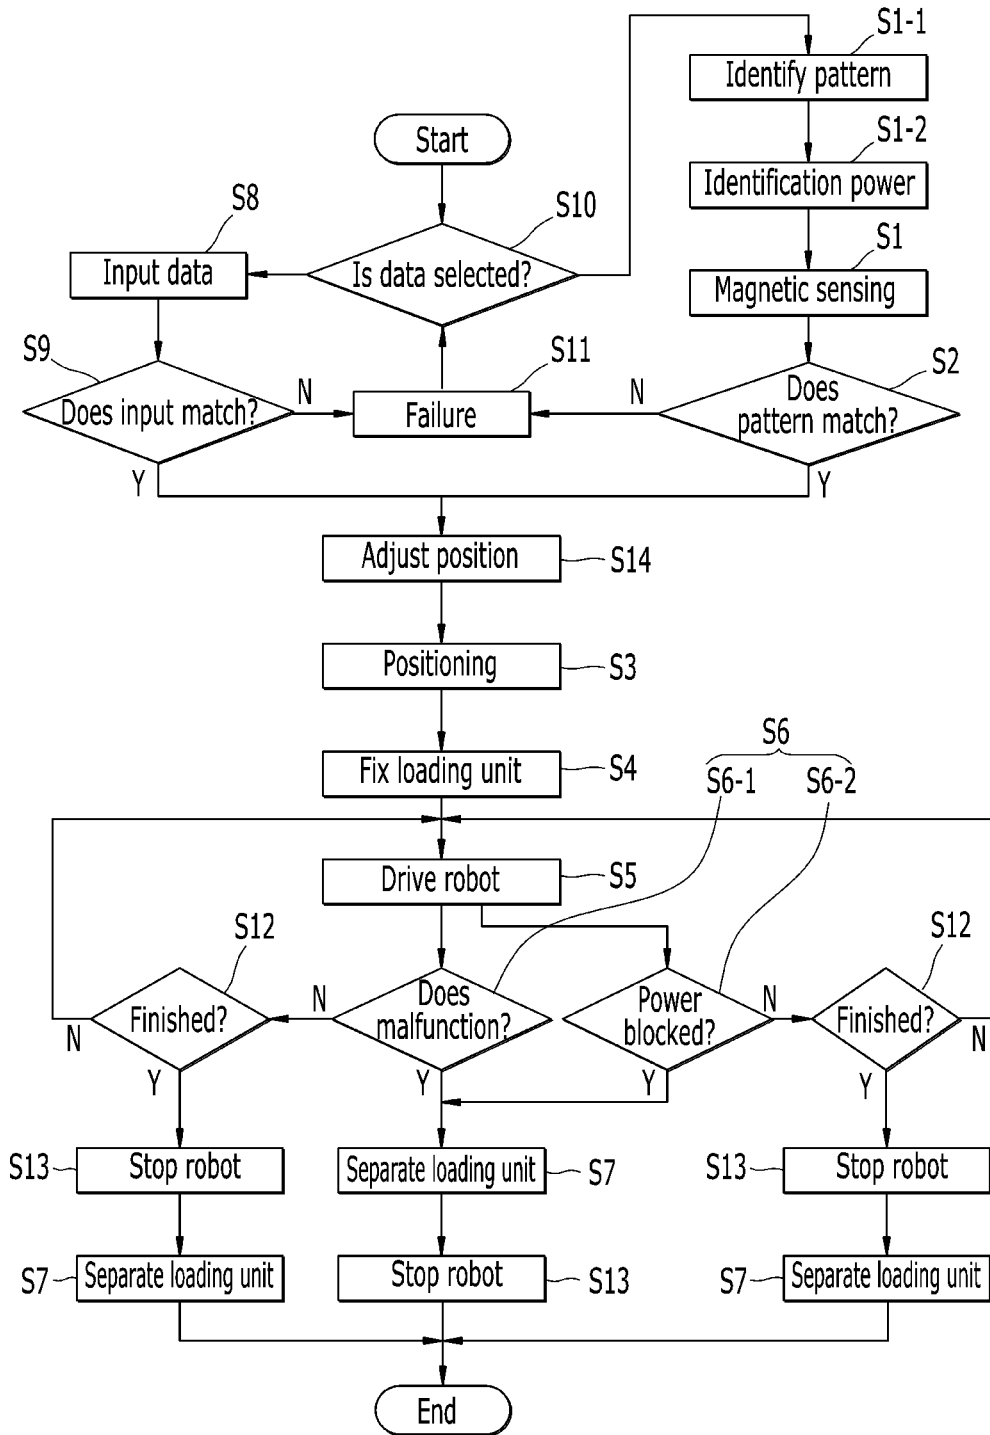 S1-1
Identify pattern
Start
S1-2
Identification power
S8
S10
S1
Input data
Is data selected?
Magnetic sensing
S9
S11
S2
Does input match?
N
Failure
N
Does
pattern match?
Y
Y
Adjust position
S14
Positioning
S3
S6
Fix loading unit
S4
S6-1
S6-2
Drive robot
S5
S12
S12
Finished?
N
Does
malfunction?
Power
blocked?
N
Finished?
N
N
Y
Y
Y
Y
S13
Stop robot
Separate loading unit
S7
S13
Stop robot
S7
Separate loading unit
Stop robot
S13
S7
Separate loading unit
End